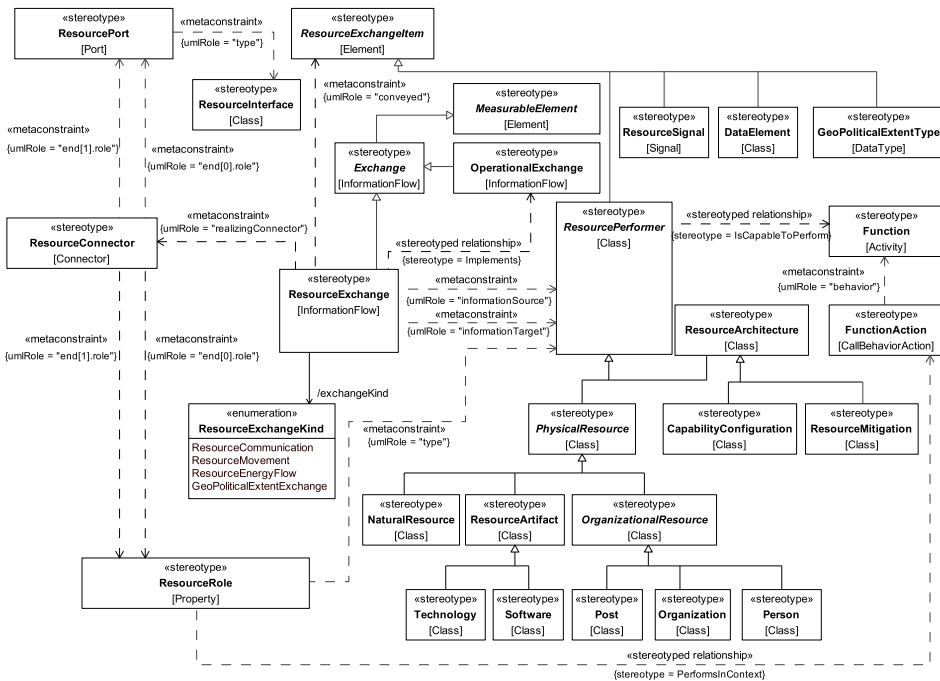 «stereotype»
ResourcePort
[Port]
«metaconstraint»
{umlRole = "type"}
«stereotype»
ResourceExchangeItem
[Element]
«stereotype»
ResourceInterface
[Class]
«metaconstraint»
{umlRole = "conveyed"}
«stereotype»
MeasurableElement
[Element]
«stereotype»
ResourceSignal
[Signal]
«stereotype»
DataElement
[Class]
«stereotype»
GeoPoliticalExtentType
[DataType]
«metaconstraint»
{umlRole = "end[1].role"}
«metaconstraint»
{umlRole = "end[0].role"}
«stereotype»
Exchange
[InformationFlow]
«stereotype»
OperationalExchange
[InformationFlow]
«stereotype»
ResourceConnector
[Connector]
«metaconstraint»
{umlRole = "realizingConnector"}
«stereotyped relationship»
{stereotype = Implements}
«stereotype»
ResourcePerformer
[Class]
«stereotyped relationship»
{stereotype = IsCapableToPerform}
«stereotype»
Function
[Activity]
«stereotype»
ResourceExchange
[InformationFlow]
«metaconstraint»
{umlRole = "informationSource"}
«metaconstraint»
{umlRole = "informationTarget"}
«metaconstraint»
{umlRole = "behavior"}
«stereotype»
ResourceArchitecture
[Class]
«stereotype»
FunctionAction
[CallBehaviorAction]
«metaconstraint»
{umlRole = "end[1].role"}
«metaconstraint»
{umlRole = "end[0].role"}
/exchangeKind
«enumeration»
ResourceExchangeKind
ResourceCommunication
ResourceMovement
ResourceEnergyFlow
GeoPoliticalExtentExchange
«metaconstraint»
{umlRole = "type"}
«stereotype»
PhysicalResource
[Class]
«stereotype»
CapabilityConfiguration
[Class]
«stereotype»
ResourceMitigation
[Class]
«stereotype»
NaturalResource
[Class]
«stereotype»
ResourceArtifact
[Class]
«stereotype»
OrganizationalResource
[Class]
«stereotype»
ResourceRole
[Property]
«stereotype»
Technology
[Class]
«stereotype»
Software
[Class]
«stereotype»
Post
[Class]
«stereotype»
Organization
[Class]
«stereotype»
Person
[Class]
«stereotyped relationship»
{stereotype = PerformsInContext}